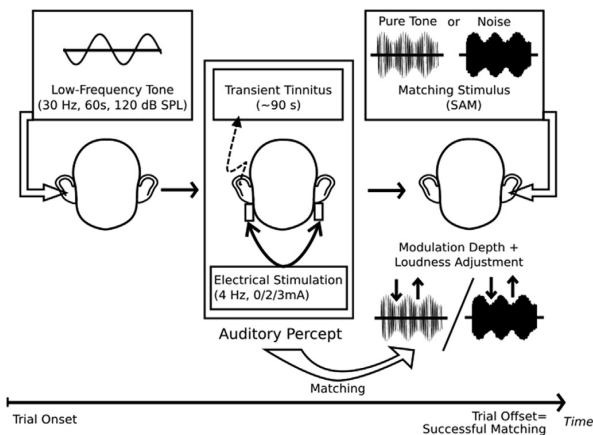 Low-Frequency Tone
(30 Hz, 60s, 120 dB SPL)
Transient Tinnitus
(~90 s)
Pure Tone or Noise
Matching Stimulus
(SAM)
Electrical Stimulation
(4 Hz, 0/2/3mA)
Auditory Percept
Modulation Depth +
Loudness Adjustment
Matching
Trial Onset
Trial Offset=
Successful Matching
Time